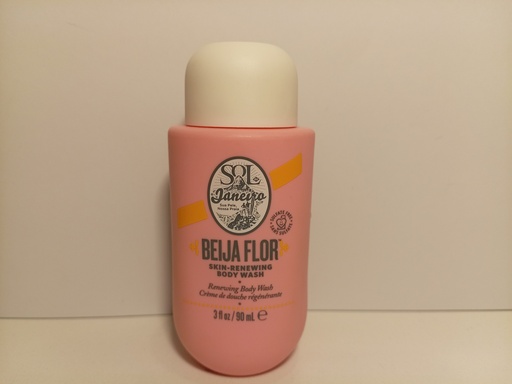 SOL
de
Janeiro
BEIJA FLOR™
SKIN-RENEWING
BODY WASH
Renewing Body Wash
Crème de douche régénérante
3 fl oz / 90 mL ℮